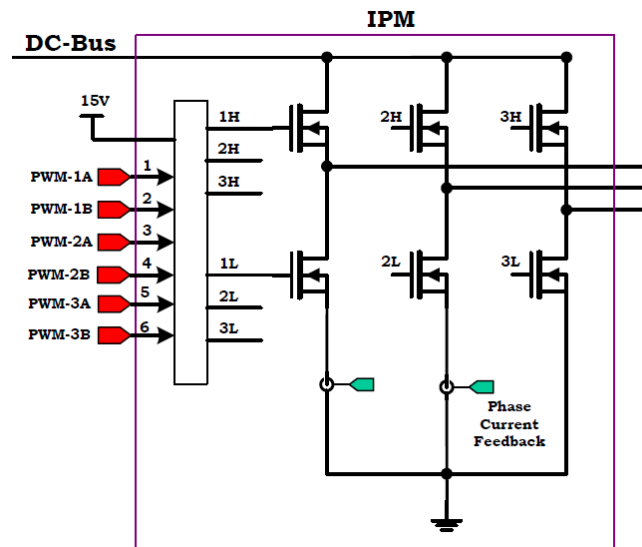 IPM
DC-Bus
15V
1H
2H
3H
2H
3H
PWM-1A
1
PWM-1B
2
PWM-2A
3
PWM-2B
4
PWM-3A
5
PWM-3B
6
1L
2L
3L
2L
3L
Phase
Current
Feedback